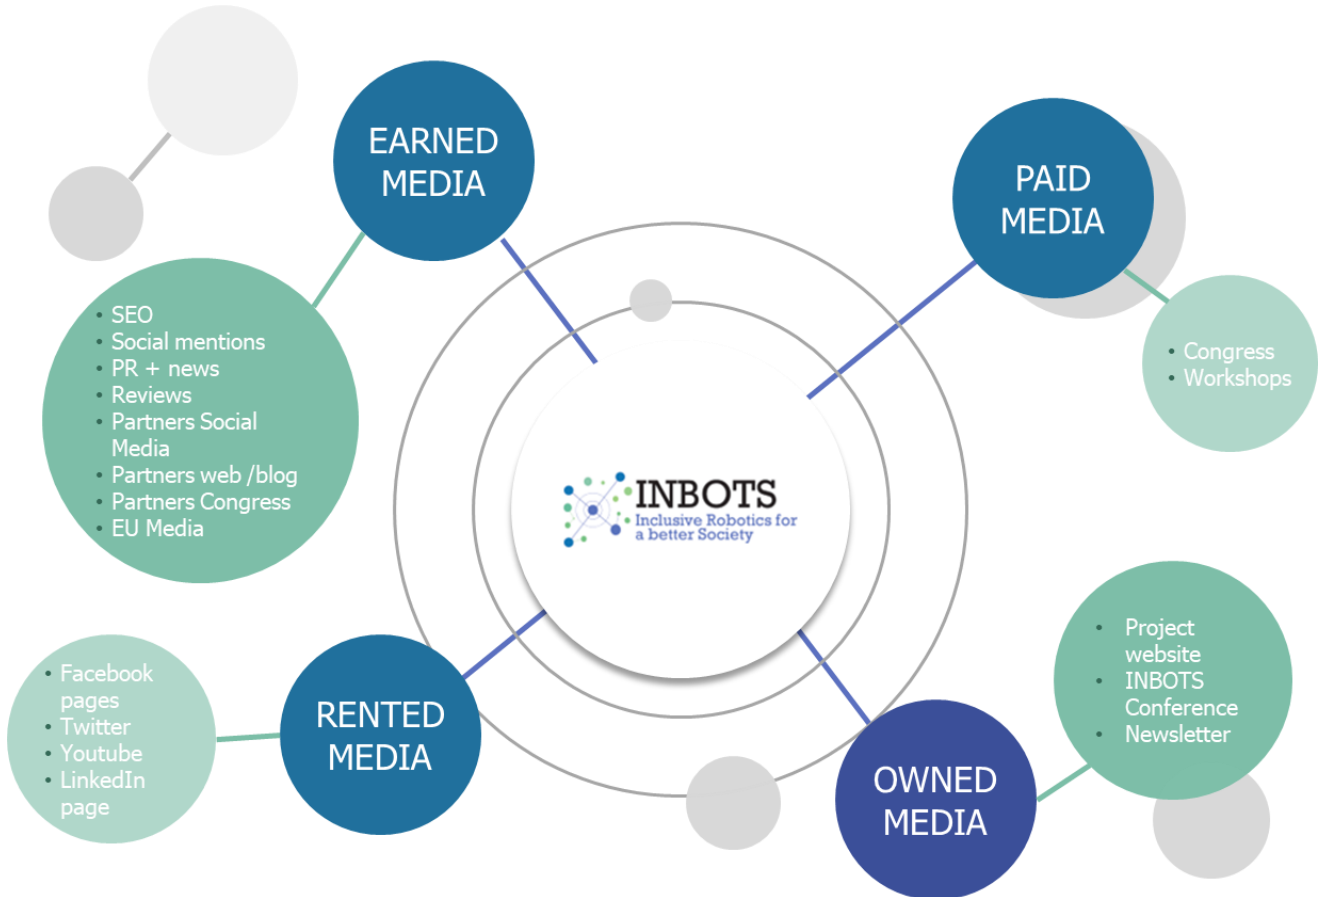 EARNED
MEDIA
• SEO
• Social mentions
• PR + news
• Reviews
• Partners Social
Media
• Partners web /blog
• Partners Congress
• EU Media
PAID
MEDIA
• Congress
• Workshops
INBOTS
Inclusive Robotics for
a better Society
RENTED
MEDIA
• Facebook
pages
• Twitter
• Youtube
• LinkedIn
page
OWNED
MEDIA
• Project
website
• INBOTS
Conference
• Newsletter